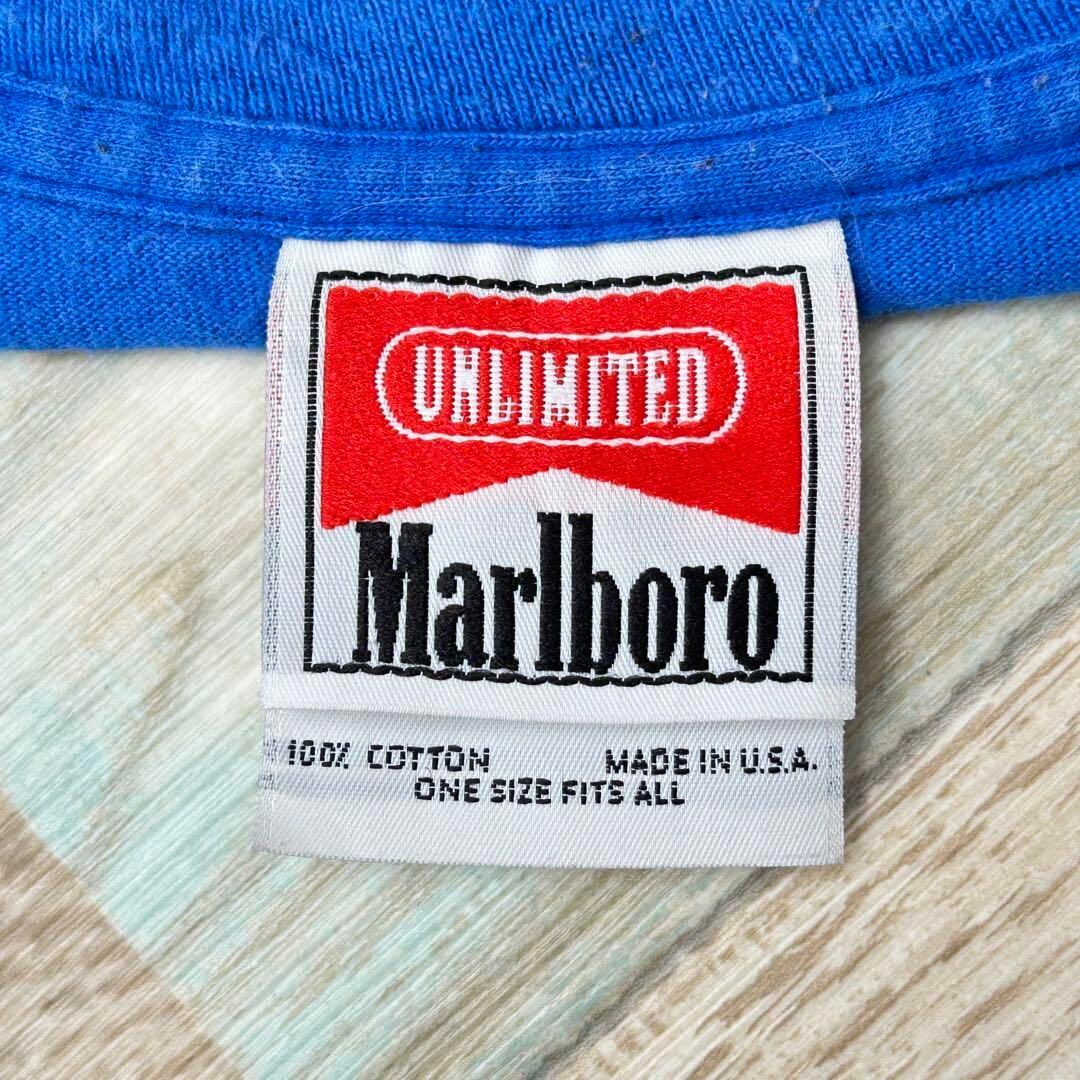 UNLIMITED
Marlboro
100% COTTON MADE IN U.S.A.
ONE SIZE FITS ALL